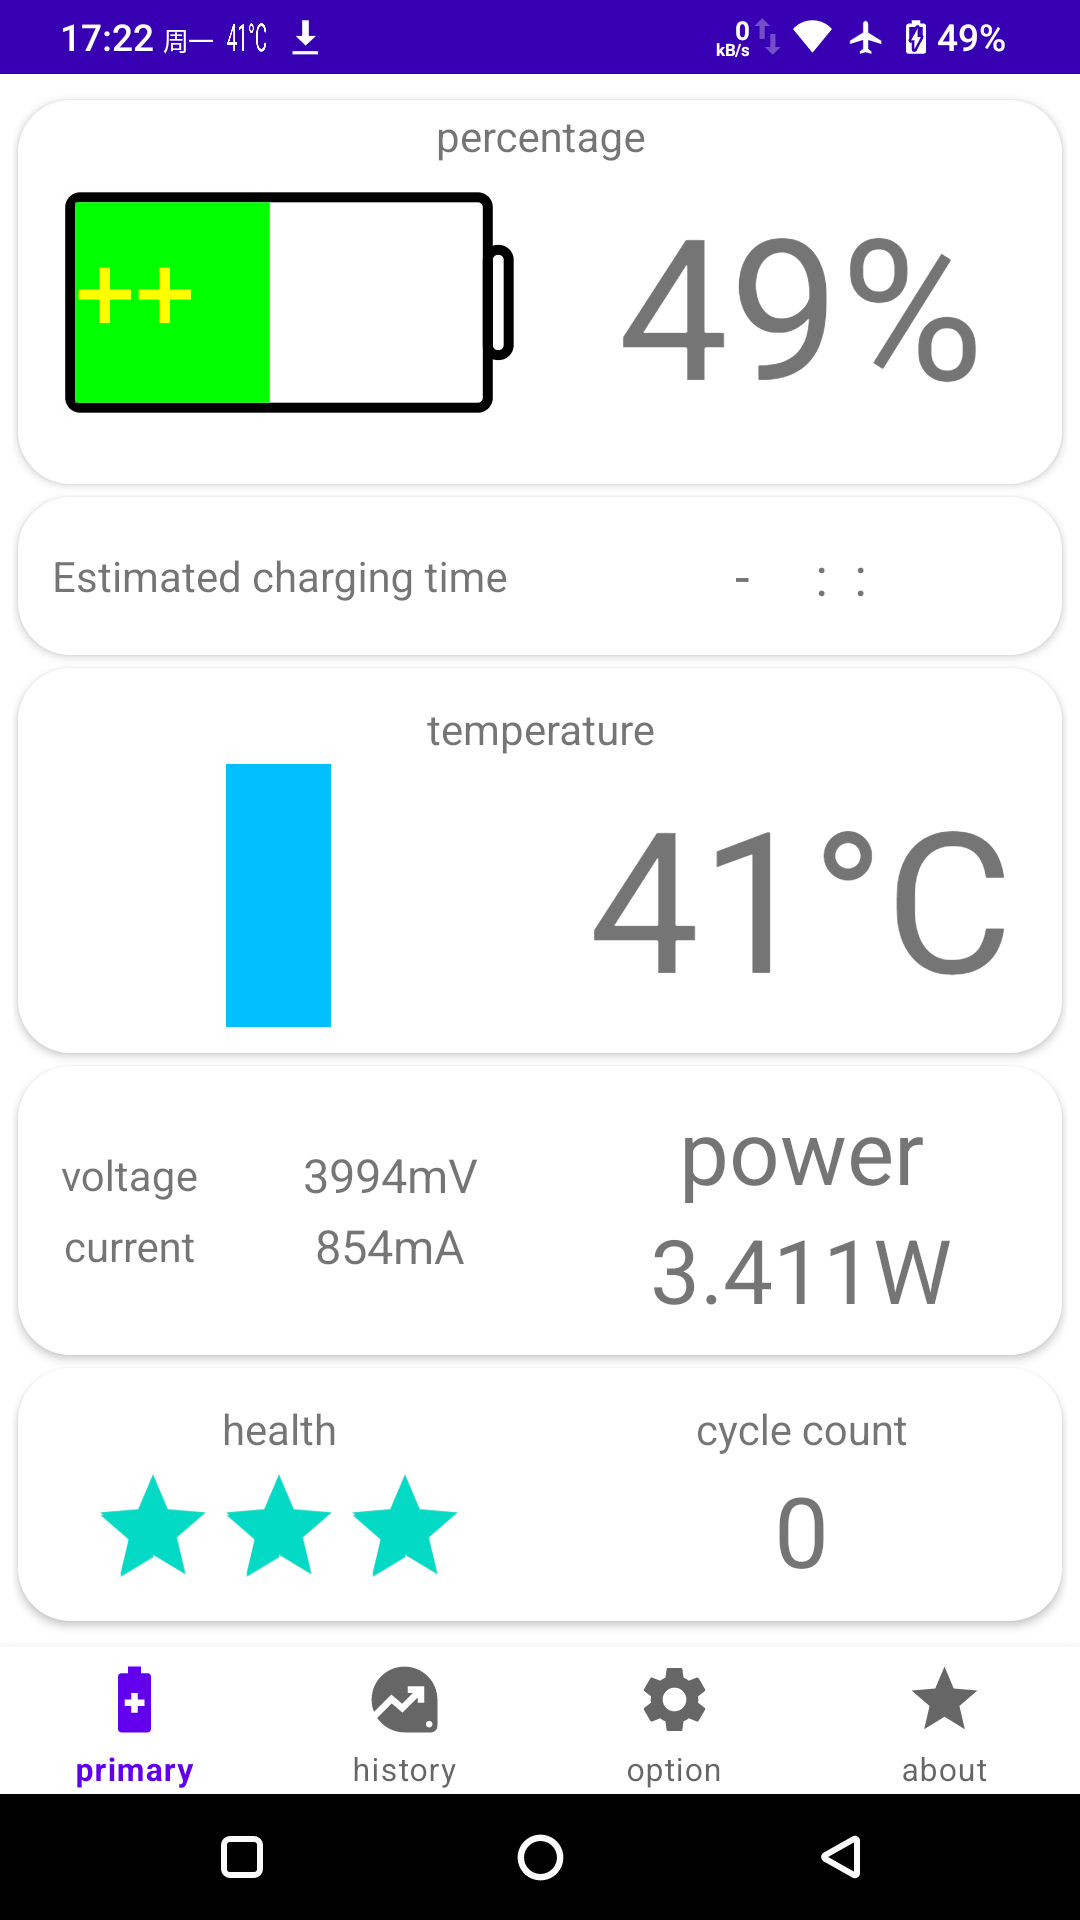 17:22 周一 41°C 0 kB/s 49%
percentage
++ 49%
Estimated charging time - : :
temperature
41°C
voltage 3994mV
current 854mA
power
3.411W
health
cycle count
0
primary history option about